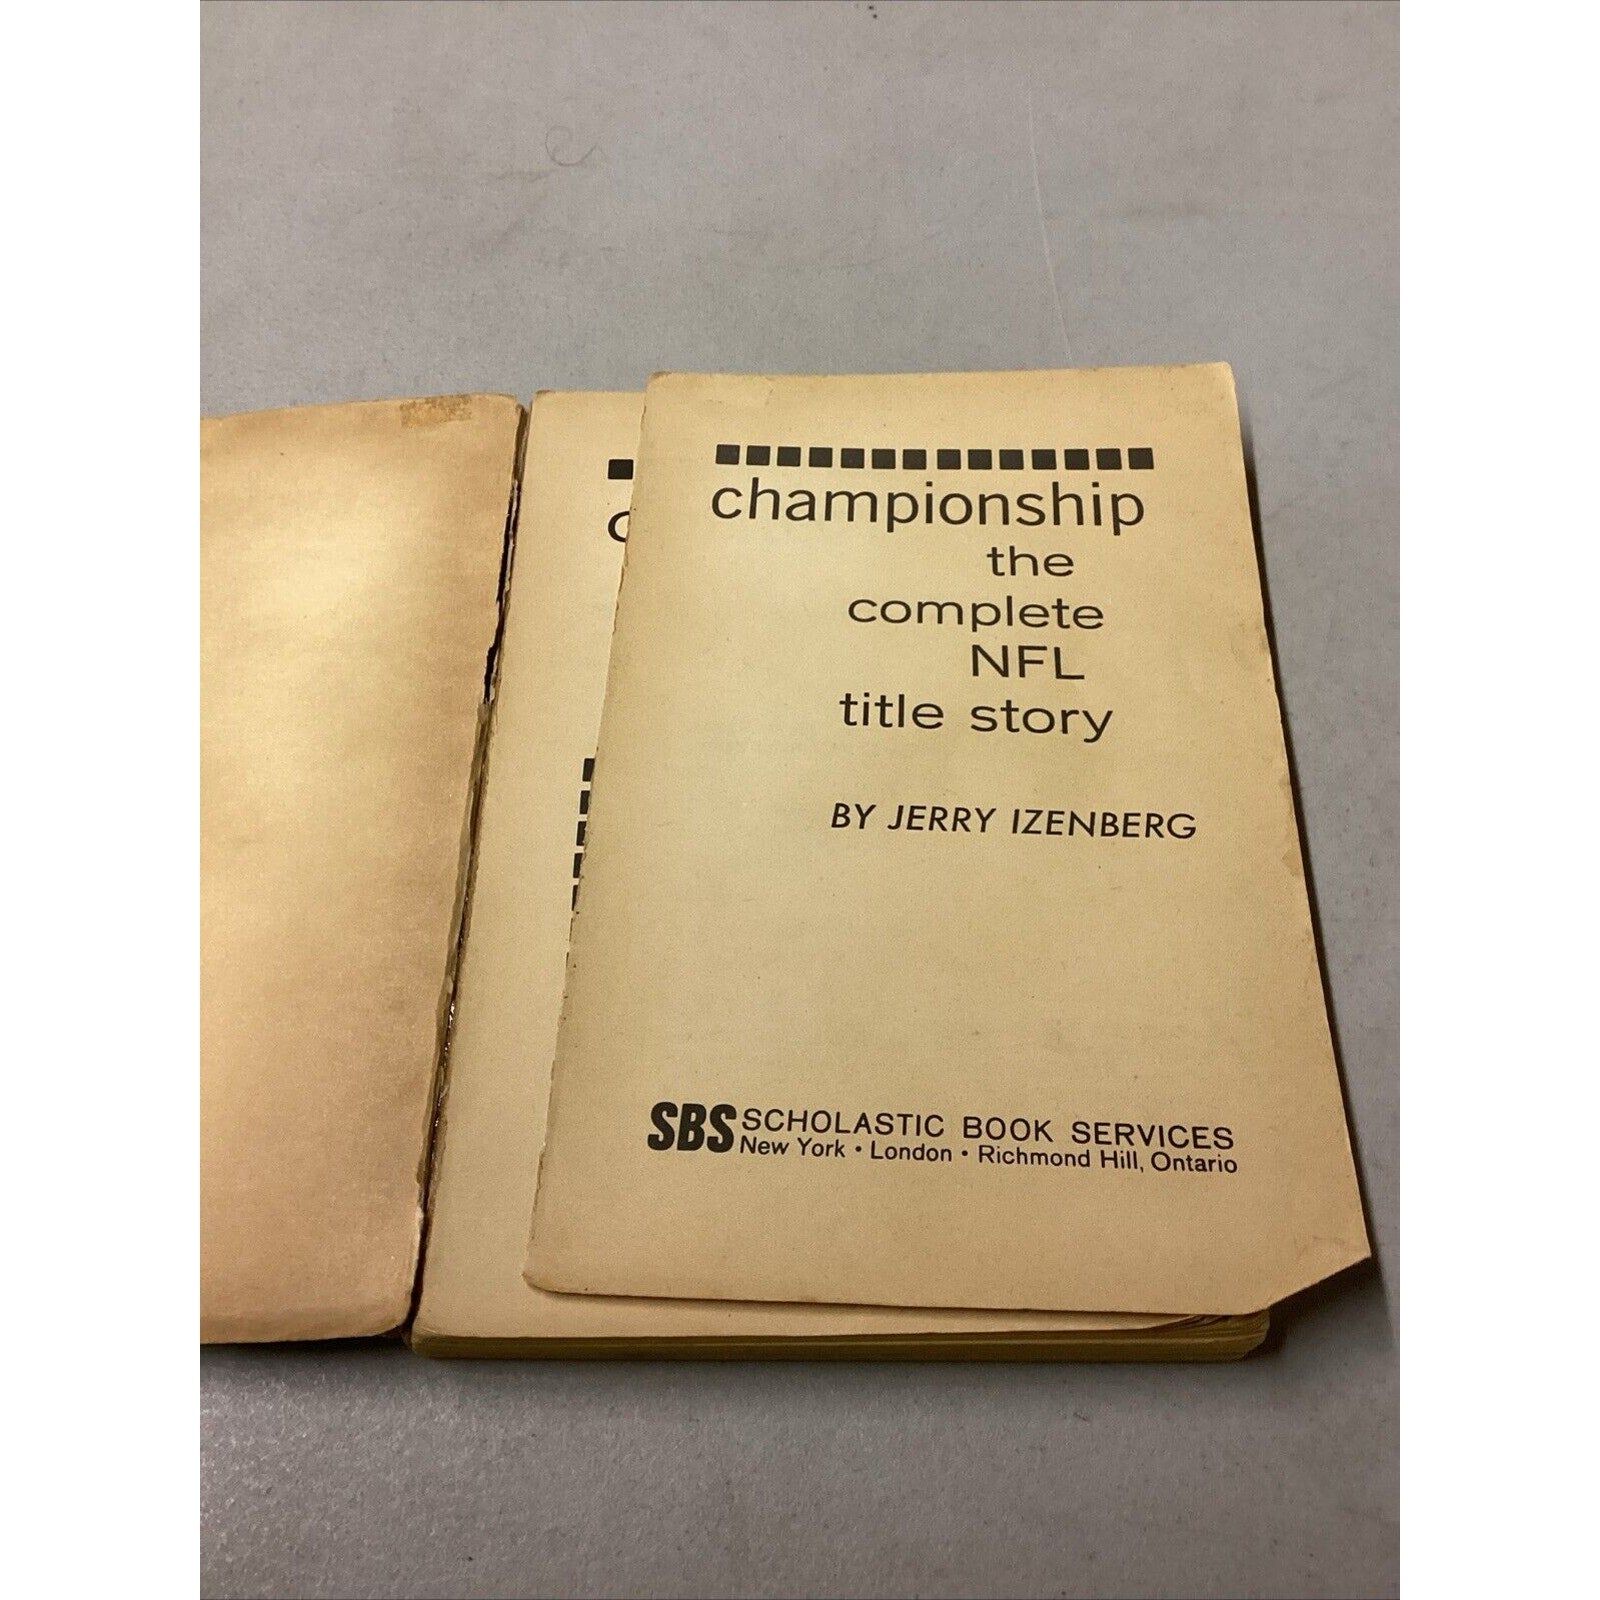 championship
the
complete
NFL
title story
BY JERRY IZENBERG
SBS SCHOLASTIC BOOK SERVICES
New York • London • Richmond Hill, Ontario